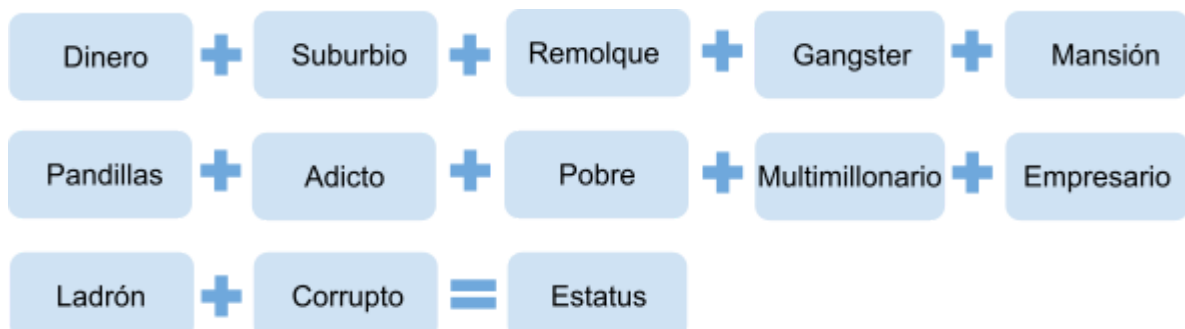 Dinero + Suburbio + Remolque + Gangster + Mansión
Pandillas + Adicto + Pobre + Multimillonario + Empresario
Ladrón + Corrupto = Estatus